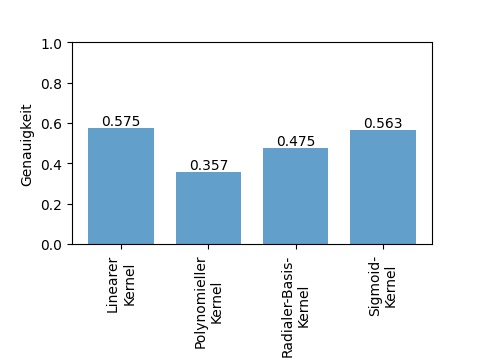 1.0
0.8
0.6
0.4
0.2
0.0
Genauigkeit
0.575
0.357
0.475
0.563
Linearer
Kernel
Polynomieller
Kernel
Radialer-Basis-
Kernel
Sigmoid-
Kernel